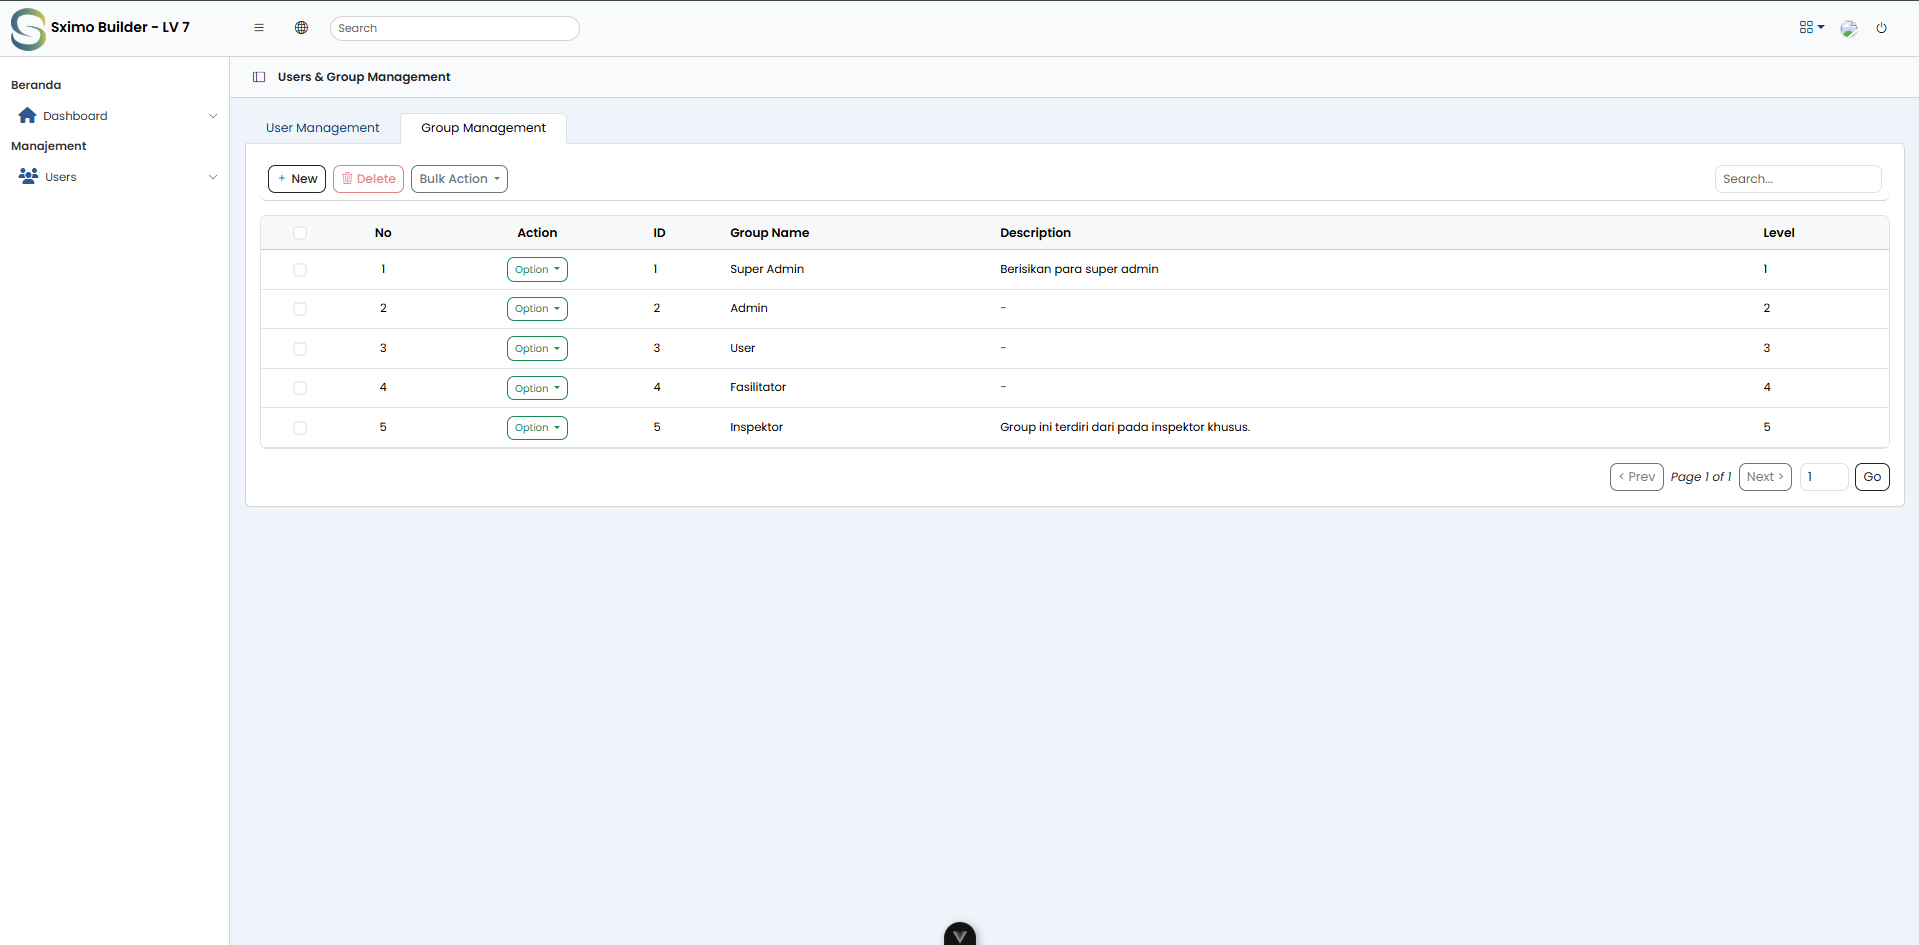 Sximo Builder - LV 7
Search
Beranda
Dashboard
Manajement
Users
Users & Group Management
User Management
Group Management
+ New
Delete
Bulk Action
Search...
No Action ID Group Name Description Level
1 Option 1 Super Admin Berisikan para super admin 1
2 Option 2 Admin - 2
3 Option 3 User - 3
4 Option 4 Fasilitator - 4
5 Option 5 Inspektor Group ini terdiri dari pada inspektor khusus. 5
< Prev Page 1 of 1 Next > 1 Go